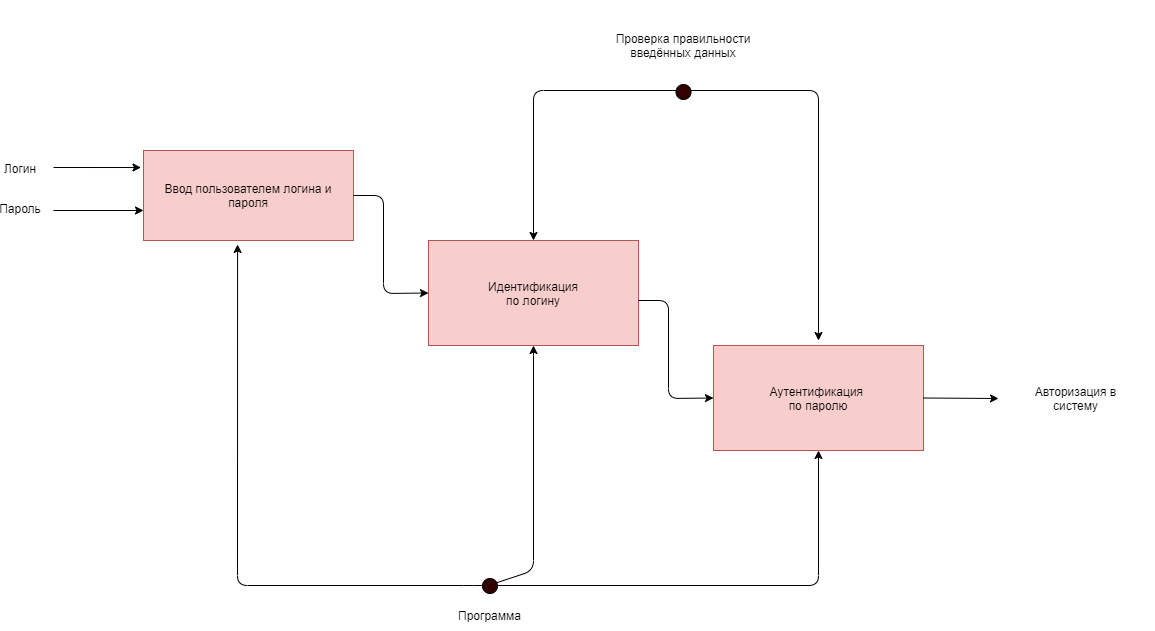 Проверка правильности
введённых данных
Логин
Пароль
Ввод пользователем логина и
пароля
Идентификация
по логину
Аутентификация
по паролю
Авторизация в
систему
Программа